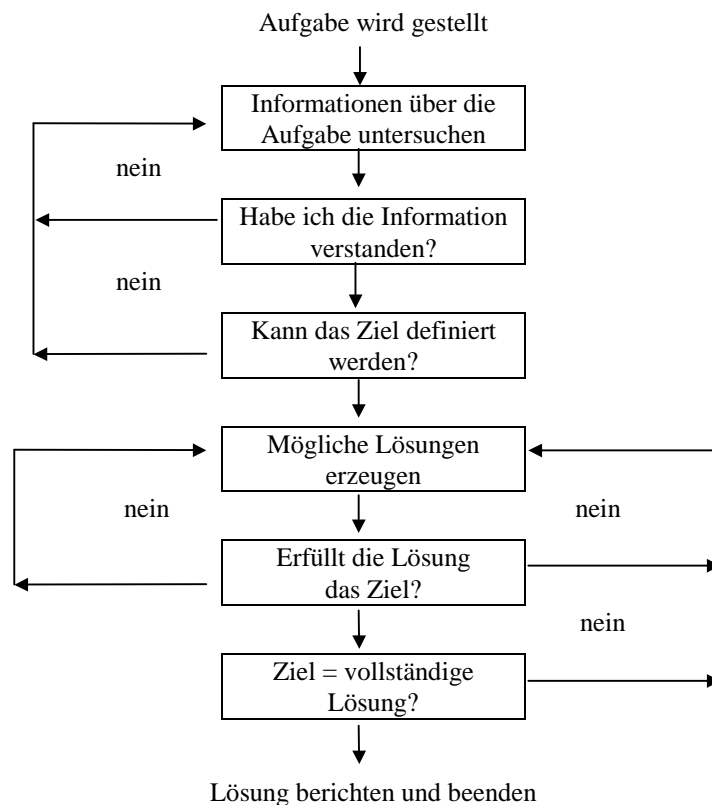 Aufgabe wird gestellt
Informationen über die
Aufgabe untersuchen
nein
Habe ich die Information
verstanden?
nein
Kann das Ziel definiert
werden?
Mögliche Lösungen
erzeugen
nein
nein
Erfüllt die Lösung
das Ziel?
nein
Ziel = vollständige
Lösung?
Lösung berichten und beenden